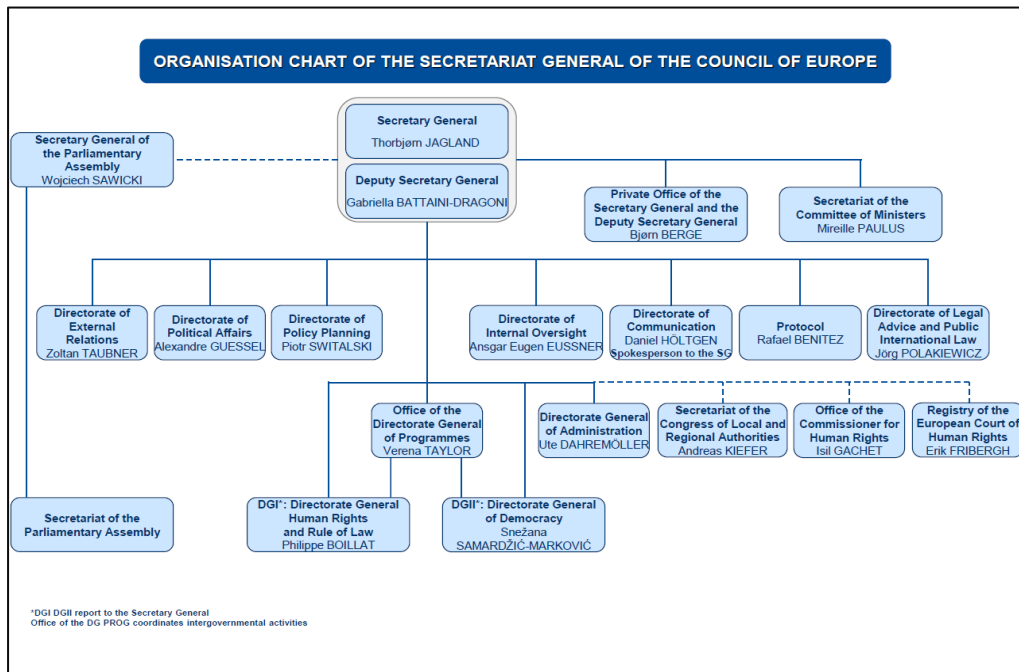 ORGANISATION CHART OF THE SECRETARIAT GENERAL OF THE COUNCIL OF EUROPE
Secretary General
Thorbjørn JAGLAND
Deputy Secretary General
Gabriella BATTAINI-DRAGONI
Secretary General of
the Parliamentary
Assembly
Wojciech SAWICKI
Private Office of the
Secretary General and the
Deputy Secretary General
Bjørn BERGE
Secretariat of the
Committee of Ministers
Mireille PAULUS
Directorate of
External
Relations
Zoltan TAUBNER
Directorate of
Political Affairs
Alexandre GUESSEL
Directorate of
Policy Planning
Piotr SWITALSKI
Directorate of
Internal Oversight
Ansgar Eugen EUSSNER
Directorate of
Communication
Daniel HÖLTGEN
Spokesperson to the SG
Protocol
Rafael BENITEZ
Directorate of Legal
Advice and Public
International Law
Jörg POLAKIEWICZ
Office of the
Directorate General
of Programmes
Verena TAYLOR
Directorate General
of Administration
Ute DAHREMÖLLER
Secretariat of the
Congress of Local and
Regional Authorities
Andreas KIEFER
Office of the
Commissioner for
Human Rights
Isil GACHET
Registry of the
European Court of
Human Rights
Erik FRIBERGH
Secretariat of the
Parliamentary Assembly
DGI*: Directorate General
Human Rights
and Rule of Law
Philippe BOILLAT
DGII*: Directorate General
of Democracy
Snežana
SAMARDŽIĆ-MARKOVIĆ
*DGI DGII report to the Secretary General
Office of the DG PROG coordinates intergovernmental activities